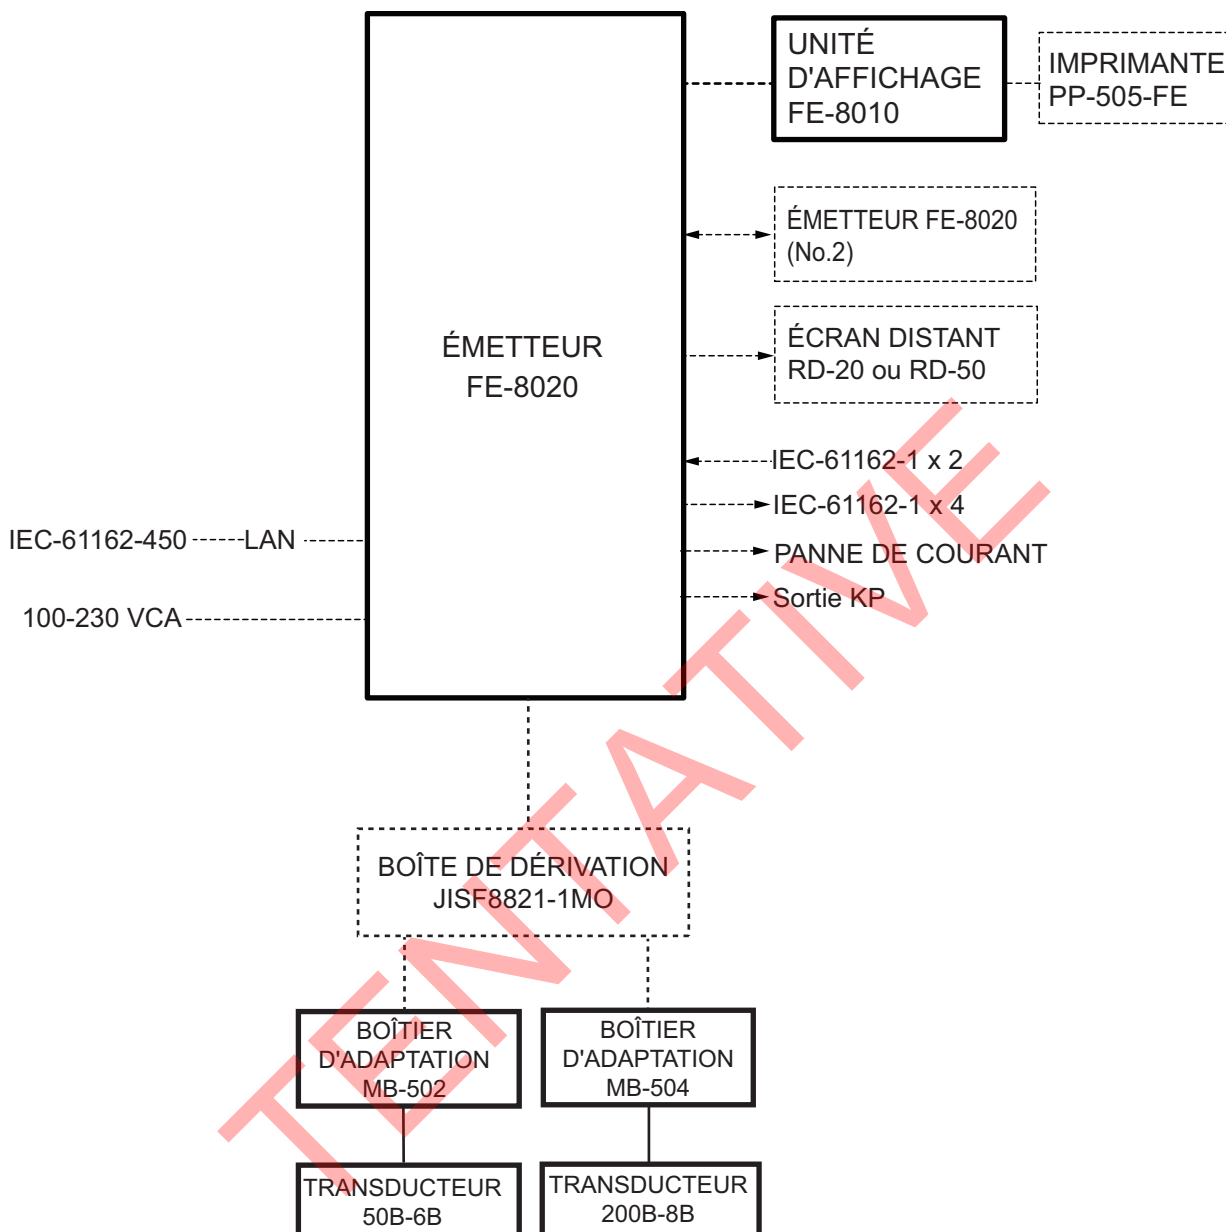 UNITÉ
D'AFFICHAGE
FE-8010
IMPRIMANTE
PP-505-FE
ÉMETTEUR FE-8020
(No.2)
ÉCRAN DISTANT
RD-20 ou RD-50
ÉMETTEUR
FE-8020
IEC-61162-1 x 2
IEC-61162-1 x 4
PANNE DE COURANT
Sortie KP
IEC-61162-450
LAN
100-230 VCA
BOÎTE DE DÉRIVATION
JISF8821-1MO
BOÎTIER
D'ADAPTATION
MB-502
BOÎTIER
D'ADAPTATION
MB-504
TRANSDUCTEUR
50B-6B
TRANSDUCTEUR
200B-8B
TENTATIVE